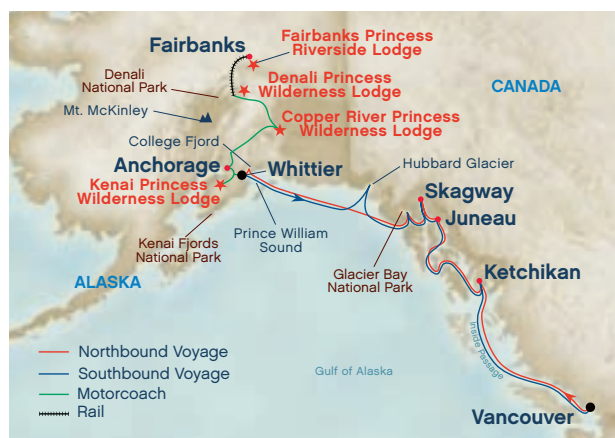 Fairbanks
Fairbanks Princess
Riverside Lodge
Denali
National Park
Denali Princess
Wilderness Lodge
CANADA
Mt. McKinley
Copper River Princess
Wilderness Lodge
College Fjord
Anchorage
Whittier
Hubbard Glacier
Kenai Princess
Wilderness Lodge
Skagway
Juneau
Prince William
Sound
Kenai Fjords
National Park
Glacier Bay
National Park
Ketchikan
ALASKA
Inside Passage
Northbound Voyage
Southbound Voyage
Gulf of Alaska
Motorcoach
Rail
Vancouver